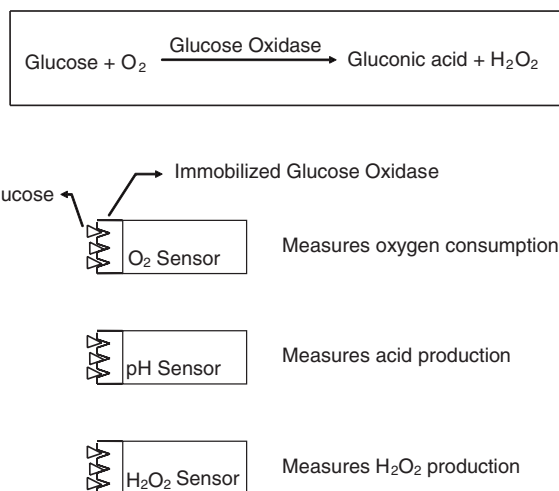 Glucose Oxidase
Glucose + O₂ Gluconic acid + H₂O₂
Immobilized Glucose Oxidase
ucose
O₂ Sensor
Measures oxygen consumption
pH Sensor
Measures acid production
H₂O₂ Sensor
Measures H₂O₂ production